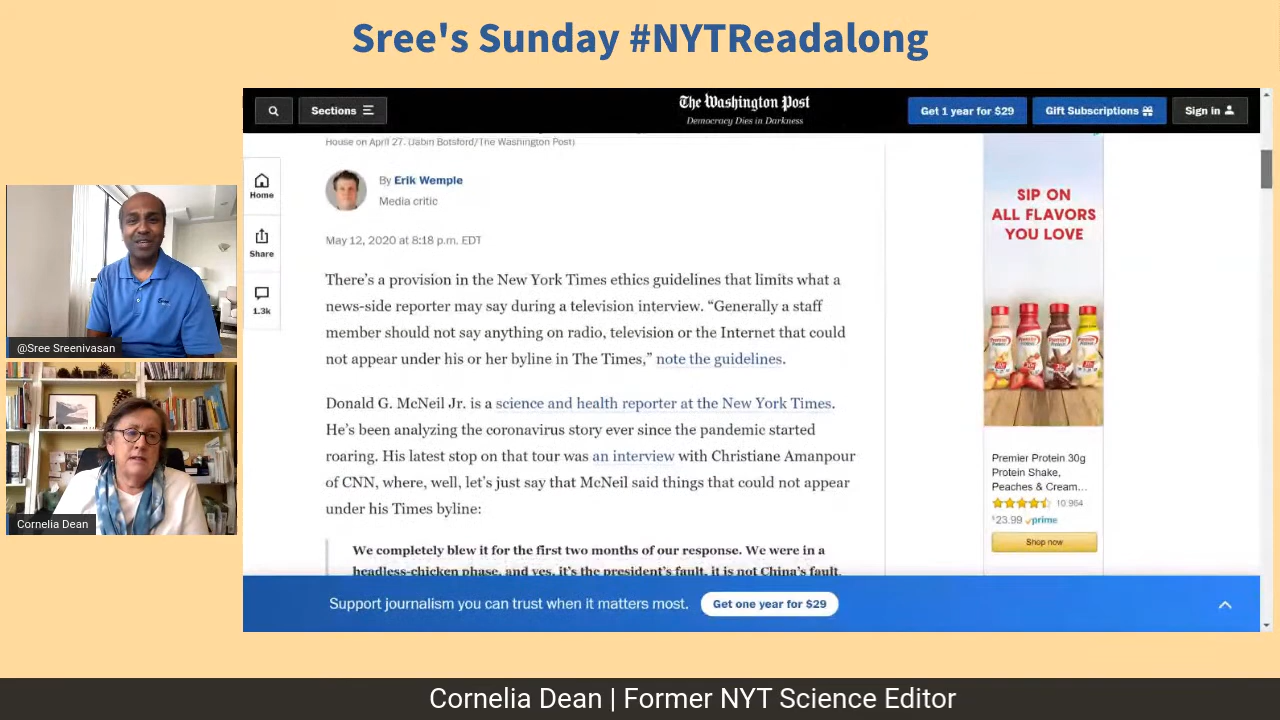 Sree's Sunday #NYTReadalong
Sections
The Washington Post
Democracy Dies in Darkness
Get 1 year for $29
Gift Subscriptions
Sign in
House on April 27. (Jabin Botsford/The Washington Post)
Home
Share
1.3k
By Erik Wemple
Media critic
May 12, 2020 at 8:18 p.m. EDT
There's a provision in the New York Times ethics guidelines that limits what a
news-side reporter may say during a television interview. “Generally a staff
member should not say anything on radio, television or the Internet that could
not appear under his or her byline in The Times,” note the guidelines.
Donald G. McNeil Jr. is a science and health reporter at the New York Times.
He's been analyzing the coronavirus story ever since the pandemic started
roaring. His latest stop on that tour was an interview with Christiane Amanpour
of CNN, where, well, let's just say that McNeil said things that could not appear
under his Times byline:
We completely blew it for the first two months of our response. We were in a
headless-chicken phase, and yes, it's the president's fault, it is not China's fault.
SIP ON
ALL FLAVORS
YOU LOVE
Premier Protein 30g
Protein Shake,
Peaches & Cream...
10,964
$23.99 prime
Shop now
Support journalism you can trust when it matters most.
Get one year for $29
@Sree Sreenivasan
Cornelia Dean
Cornelia Dean | Former NYT Science Editor